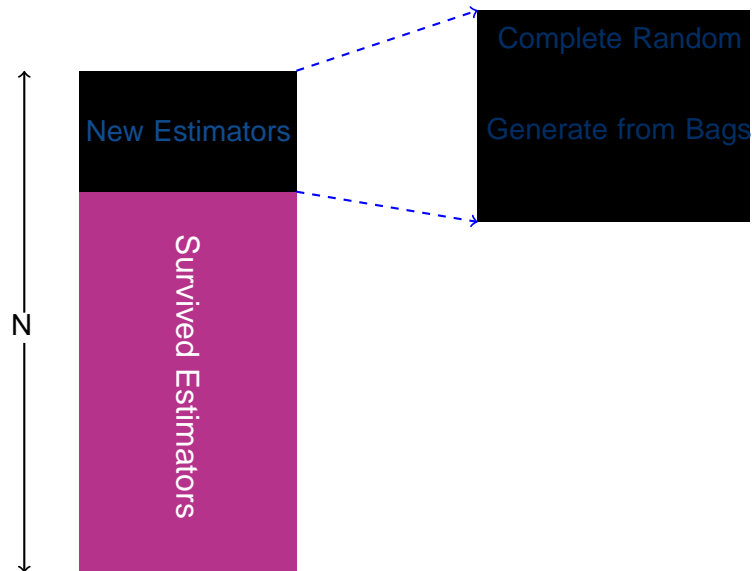 Complete Random
New Estimators
Generate from Bags
Survived Estimators
N